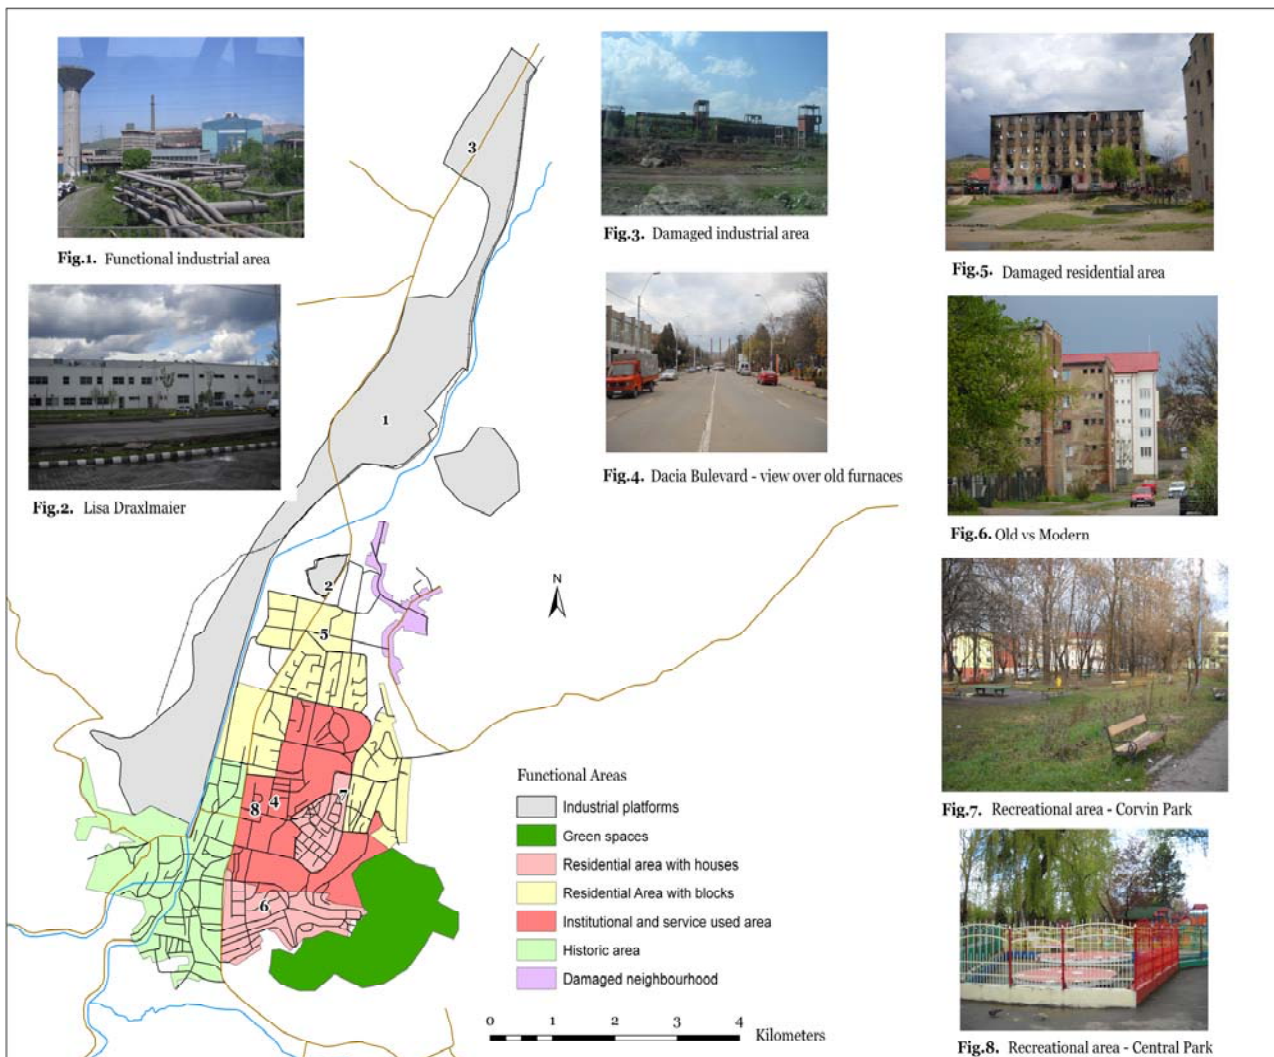 Fig.1. Functional industrial area
Fig.2. Lisa Draxlmaier
Fig.3. Damaged industrial area
Fig.4. Dacia Bulevard - view over old furnaces
Fig.5. Damaged residential area
Fig.6. Old vs Modern
Fig.7. Recreational area - Corvin Park
Fig.8. Recreational area - Central Park
3
1
2
5
4
8
7
6
N
Functional Areas
Industrial platforms
Green spaces
Residential area with houses
Residential Area with blocks
Institutional and service used area
Historic area
Damaged neighbourhood
0 1 2 3 4
Kilometers